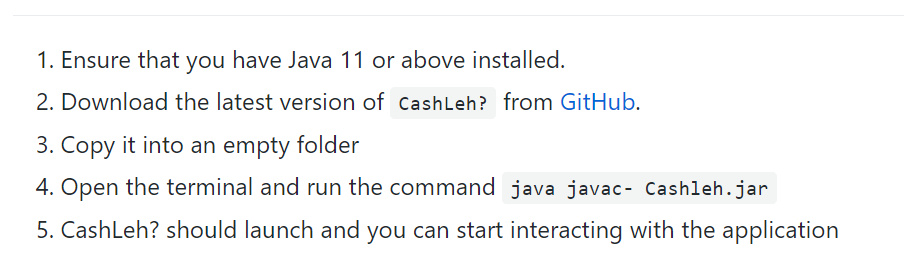 1. Ensure that you have Java 11 or above installed.
2. Download the latest version of CashLeh? from GitHub.
3. Copy it into an empty folder
4. Open the terminal and run the command java javac- Cashleh.jar
5. CashLeh? should launch and you can start interacting with the application